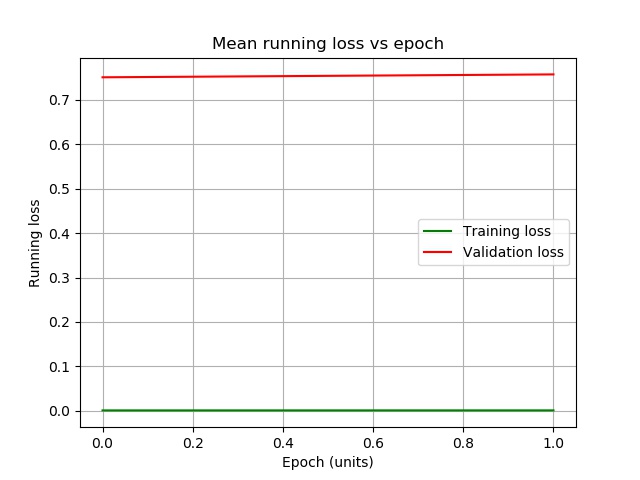 Mean running loss vs epoch
Running loss
0.7
0.6
0.5
0.4
0.3
0.2
0.1
0.0
Training loss
Validation loss
0.0 0.2 0.4 0.6 0.8 1.0
Epoch (units)